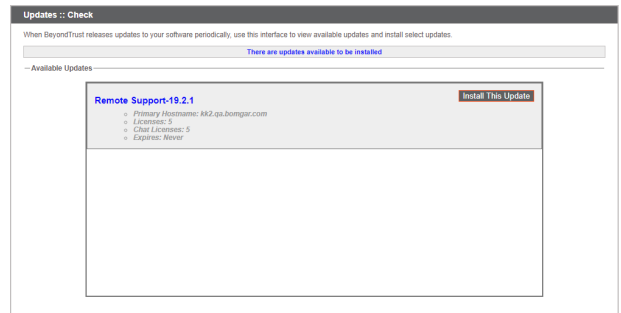 Updates :: Check
When BeyondTrust releases updates to your software periodically, use this interface to view available updates and install select updates.
There are updates available to be installed
Available Updates
Remote Support-19.2.1
Install This Update
Primary Hostname: kk2.qa.bomgar.com
Licenses: 5
Chat Licenses: 5
Expires: Never